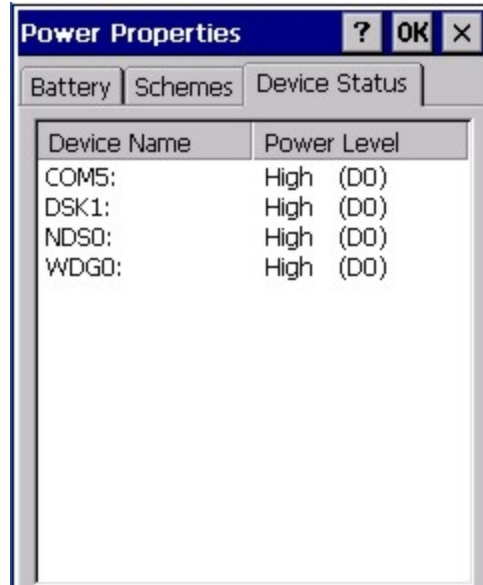 Power Properties ? OK ×
Battery Schemes Device Status
Device Name Power Level
COM5: High (D0)
DSK1: High (D0)
NDS0: High (D0)
WDG0: High (D0)